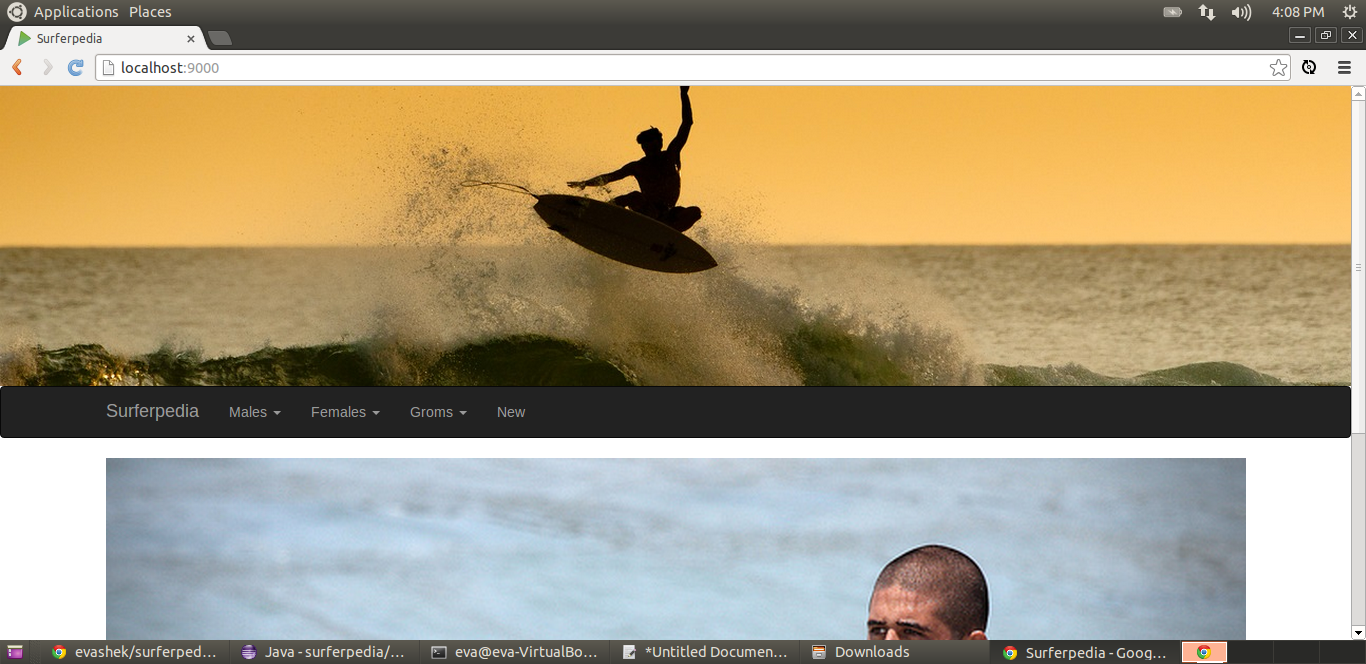 Applications Places 4:08 PM
Surferpedia
localhost:9000
Surferpedia Males Females Groms New
evashek/surferped... Java - surferpedia/... eva@eva-VirtualBo... *Untitled Documen... Downloads Surferpedia - Goog...